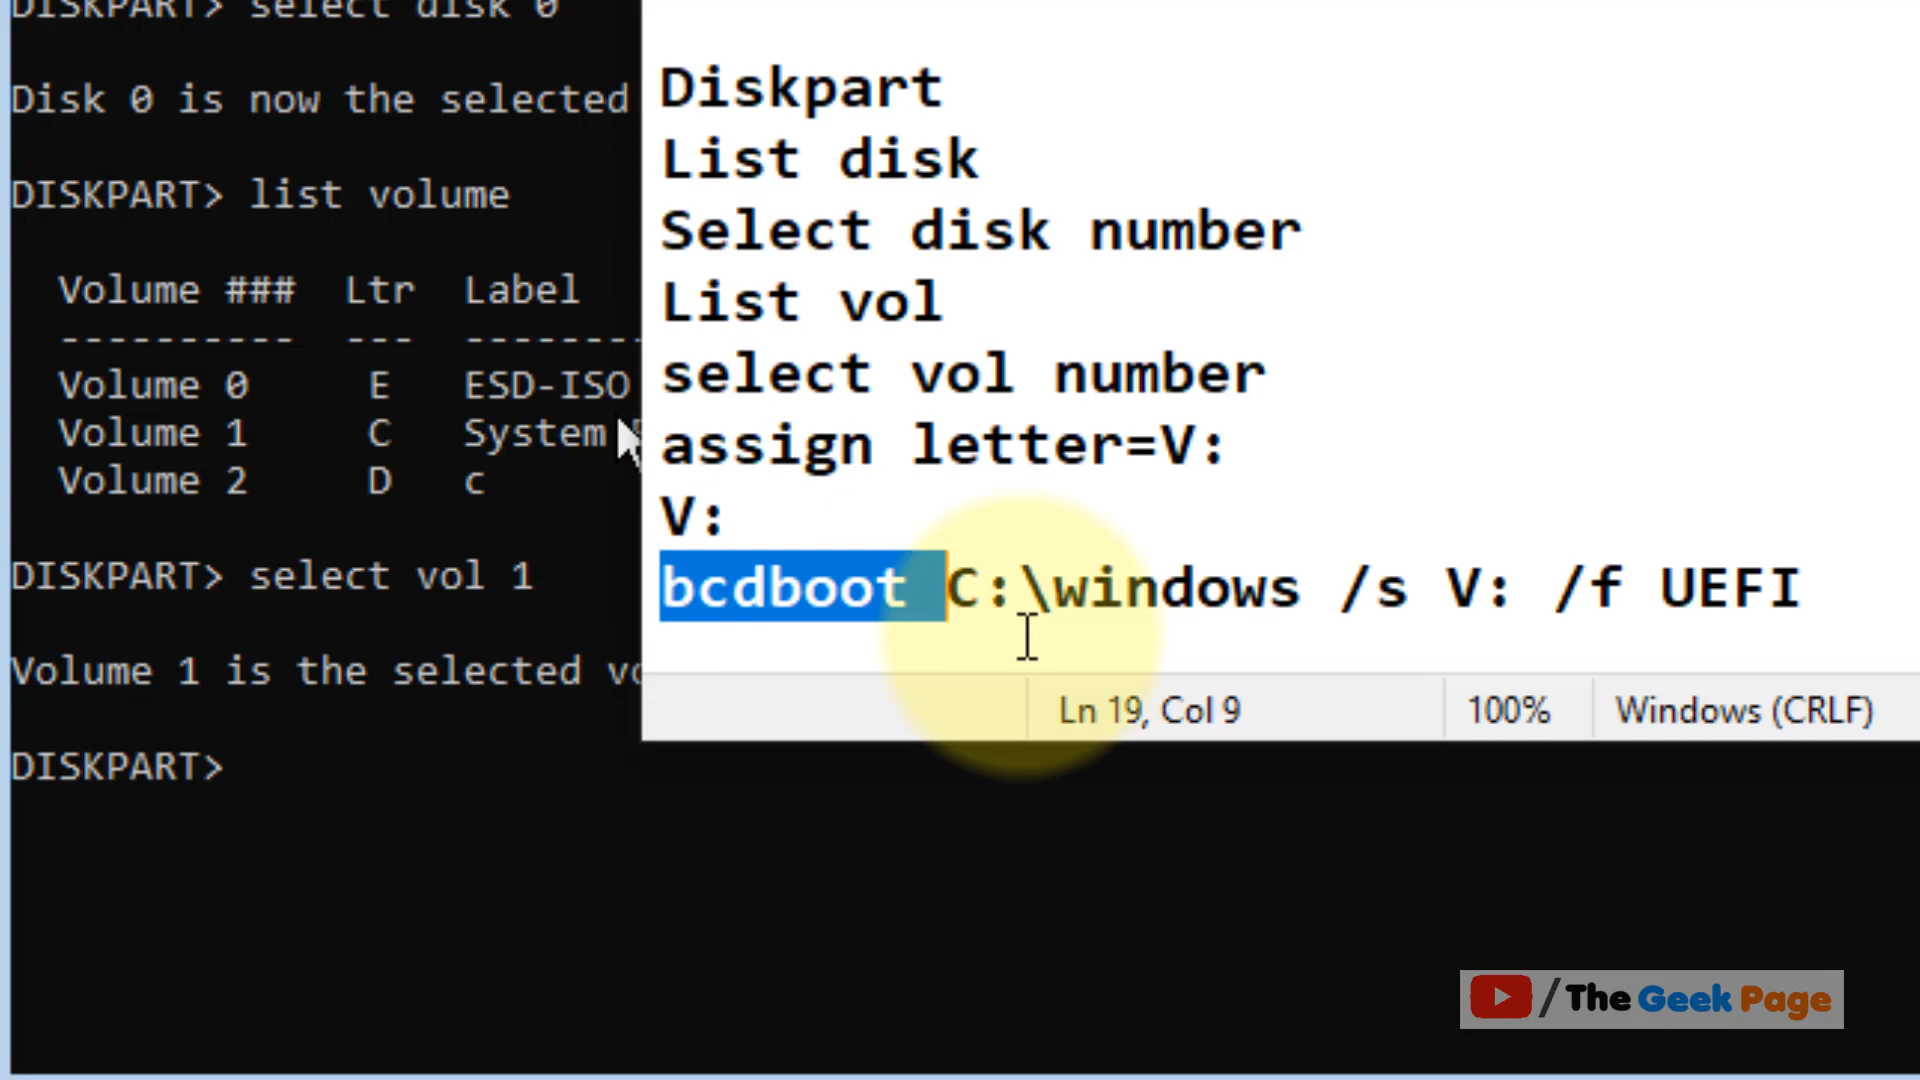 DISKPART> select disk 0
Disk 0 is now the selected
DISKPART> list volume
Volume ### Ltr Label
---------- --- --------
Volume 0 E ESD-ISO
Volume 1 C System
Volume 2 D c
DISKPART> select vol 1
Volume 1 is the selected vo
DISKPART>
Diskpart
List disk
Select disk number
List vol
select vol number
assign letter=V:
V:
bcdboot C:\windows /s V: /f UEFI
Ln 19, Col 9 100% Windows (CRLF)
/The Geek Page